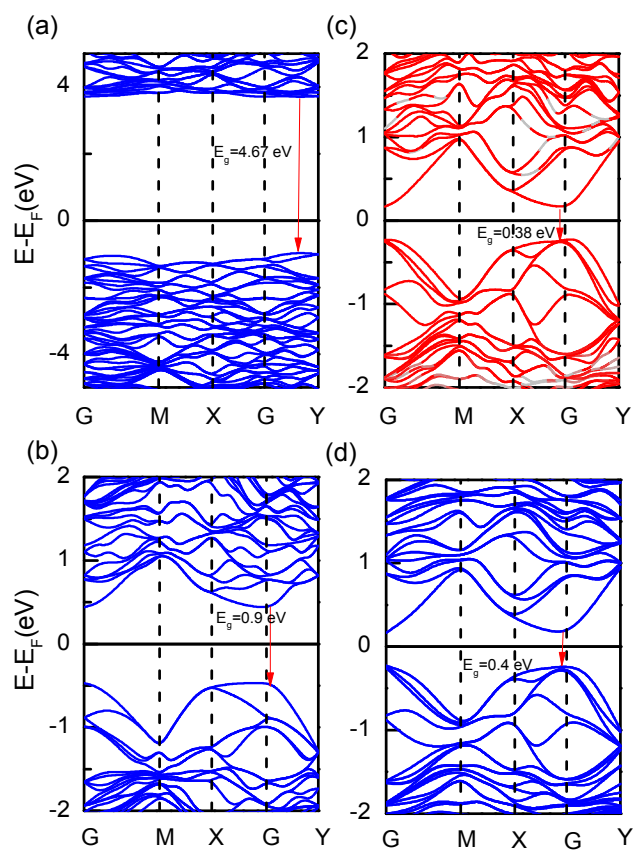 (a)
(c)
E-E_F(eV)
4
0
-4
E_g=4.67 eV
G M X G Y
2
1
0
-1
-2
E_g=0.38 eV
G M X G Y
(b)
(d)
E-E_F(eV)
2
1
0
-1
-2
E_g=0.9 eV
G M X G Y
2
1
0
-1
-2
E_g=0.4 eV
G M X G Y